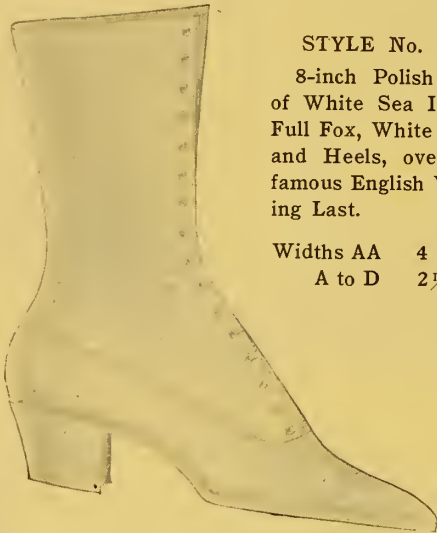 STYLE No.
8-inch Polish
of White Sea I
Full Fox, White
and Heels, ove
famous English
ing Last.
Widths AA 4
A to D 2